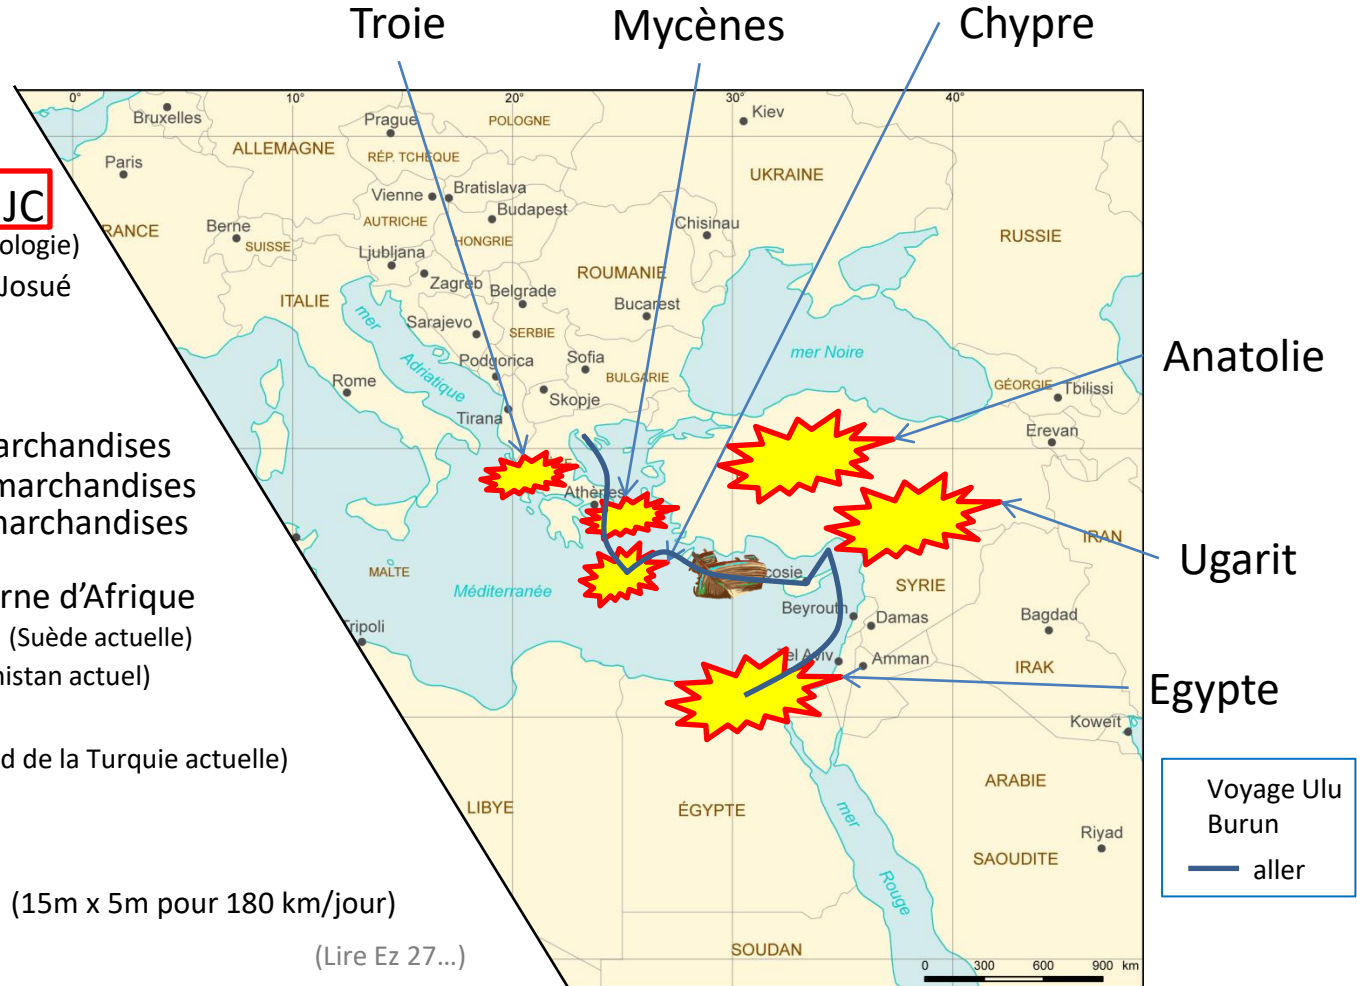 Troie
Mycènes
Chypre
0°
10°
20°
30°
40°
Bruxelles
Prague
POLOGNE
Kiev
Paris
ALLEMAGNE
RÉP. TCHÈQUE
UKRAINE
JC
Vienne
Bratislava
Budapest
RANCE
Berne
SUISSE
AUTRICHE
HONGRIE
Chisinau
RUSSIE
ologie)
Ljubljana
Zagreb
Belgrade
ROUMANIE
Josué
ITALIE
Bucarest
mer
Adriatique
Sarajevo
SERBIE
mer Noire
Anatolie
Podgorica
Sofia
BULGARIE
Rome
Skopje
GÉORGIE
Tbilissi
Tirana
Erevan
archandises
marchandises
narchandises
Athènes
IRAN
Ugarit
MALTE
Méditerranée
cosie
SYRIE
rne d'Afrique
Beyrouth
Damas
Bagdad
(Suède actuelle)
Tripoli
Tel Aviv
Amman
IRAK
nistan actuel)
Egypte
Koweït
d de la Turquie actuelle)
ARABIE
SAOUDITE
LIBYE
ÉGYPTE
mer
Rouge
Riyad
Voyage Ulu
Burun
aller
(15m x 5m pour 180 km/jour)
(Lire Ez 27...)
SOUDAN
0 300 600 900 km